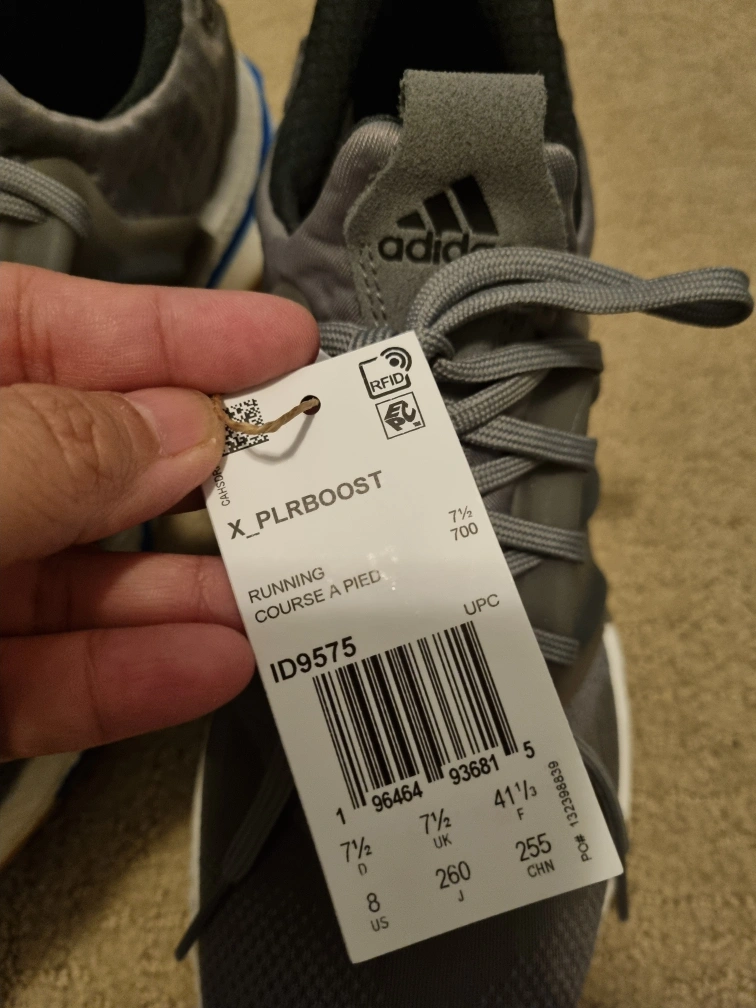 adidas
RFID
EPC
X_PLRBOOST
7½
700
RUNNING
COURSE A PIED
UPC
ID9575
1 96464 93681 5
7½ D
7½ UK
41⅓ F
8 US
260 J
255 CHN
PO# 132398839